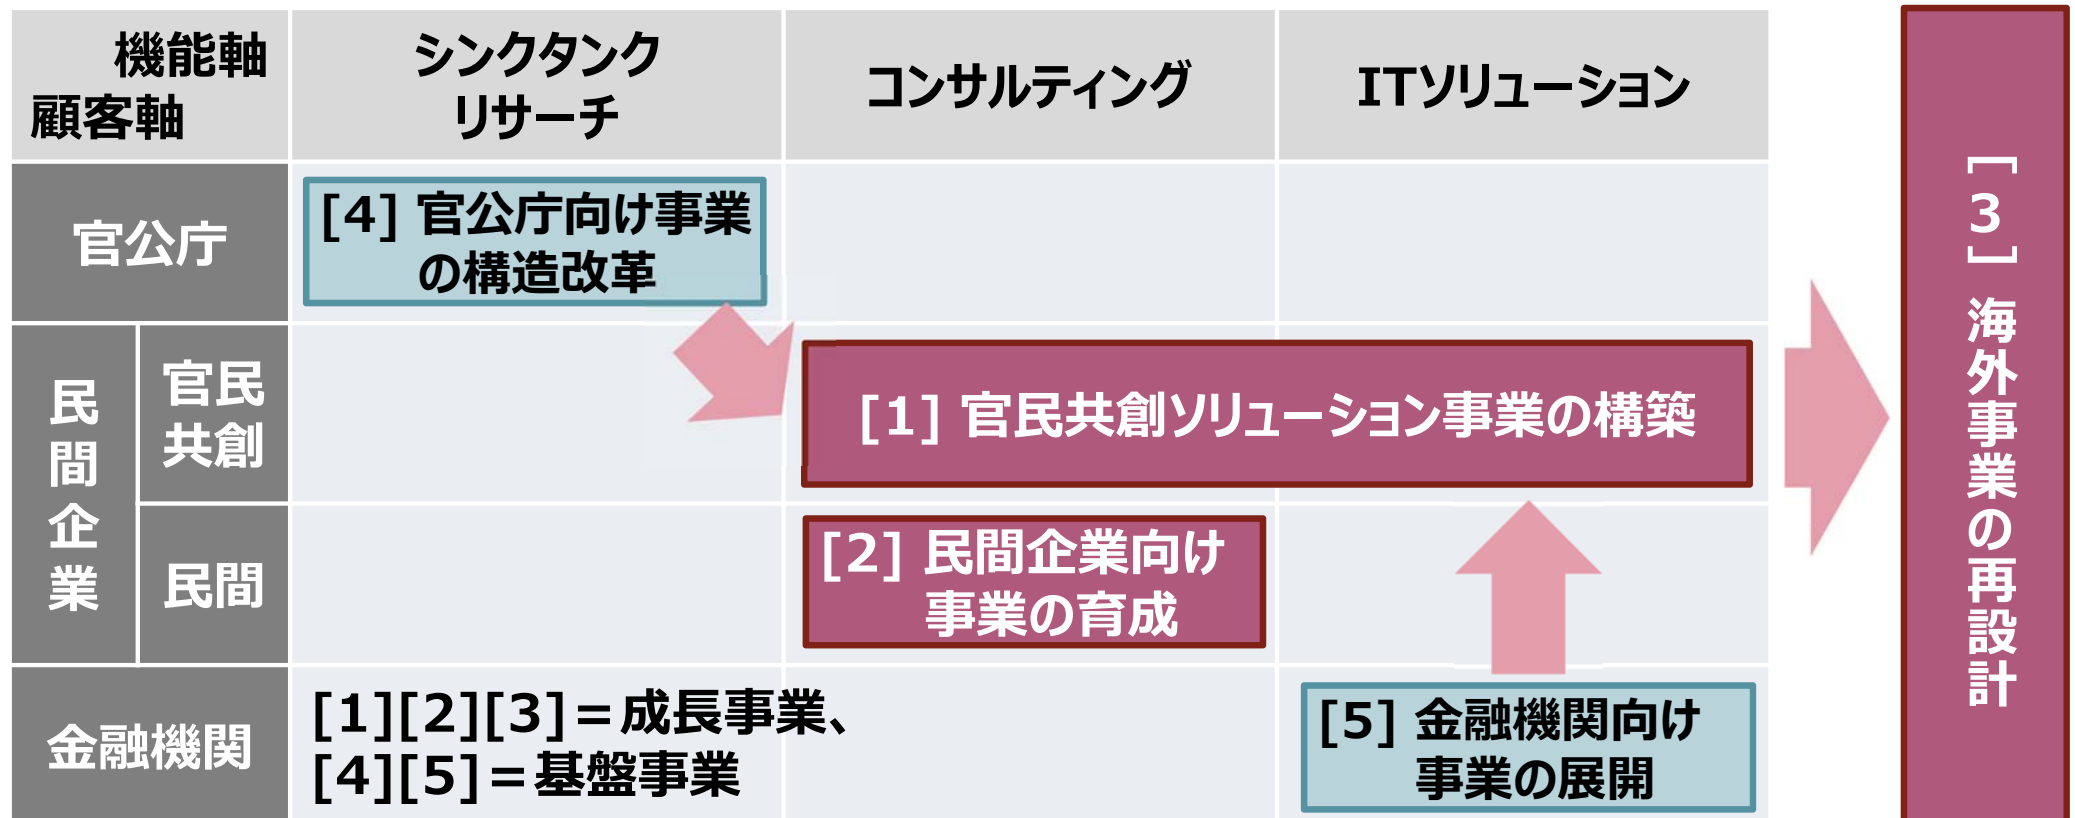 機能軸
顧客軸
シンクタンク
リサーチ
コンサルティング
ITソリューション
官公庁
[4] 官公庁向け事業
の構造改革
民間企業
官民
共創
[1] 官民共創ソリューション事業の構築
民間
[2] 民間企業向け
事業の育成
金融機関
[1][2][3]＝成長事業、
[4][5]＝基盤事業
[5] 金融機関向け
事業の展開
[3]海外事業の再設計